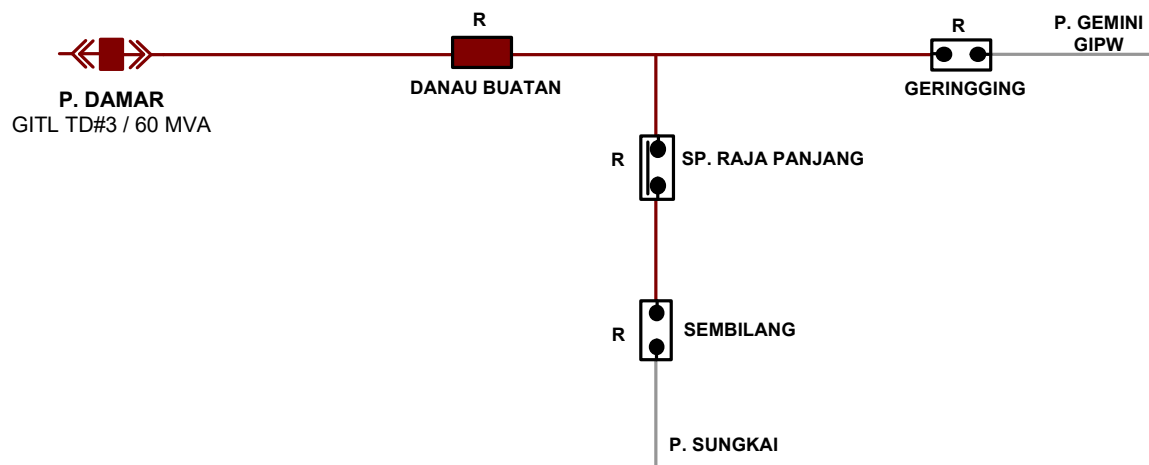 R
DANAU BUATAN
P. DAMAR
GITL TD#3 / 60 MVA
R
GERINGGING
P. GEMINI
GIPW
R
SP. RAJA PANJANG
R
SEMBILANG
P. SUNGKAI